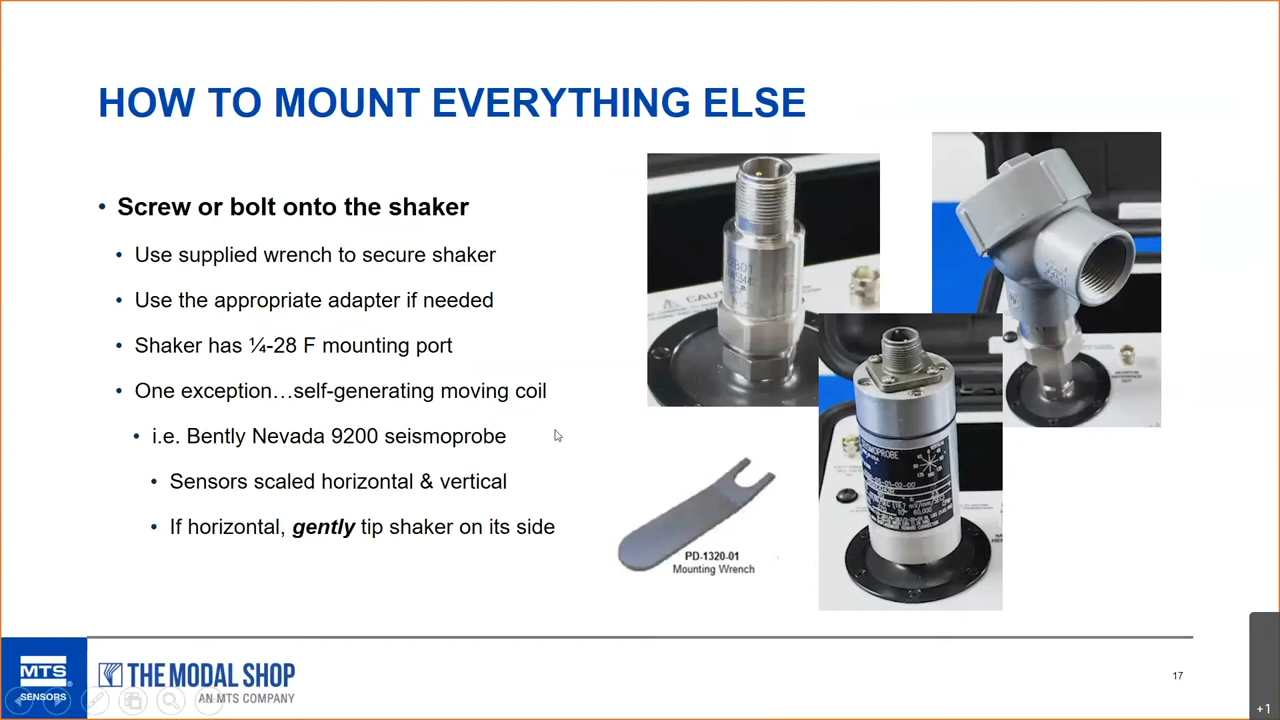 HOW TO MOUNT EVERYTHING ELSE
• Screw or bolt onto the shaker
• Use supplied wrench to secure shaker
• Use the appropriate adapter if needed
• Shaker has ¼-28 F mounting port
• One exception…self-generating moving coil
• i.e. Bently Nevada 9200 seismoprobe
• Sensors scaled horizontal & vertical
• If horizontal, gently tip shaker on its side
PD-1320-01
Mounting Wrench
MTS
SENSORS
THE MODAL SHOP
AN MTS COMPANY
17
+1